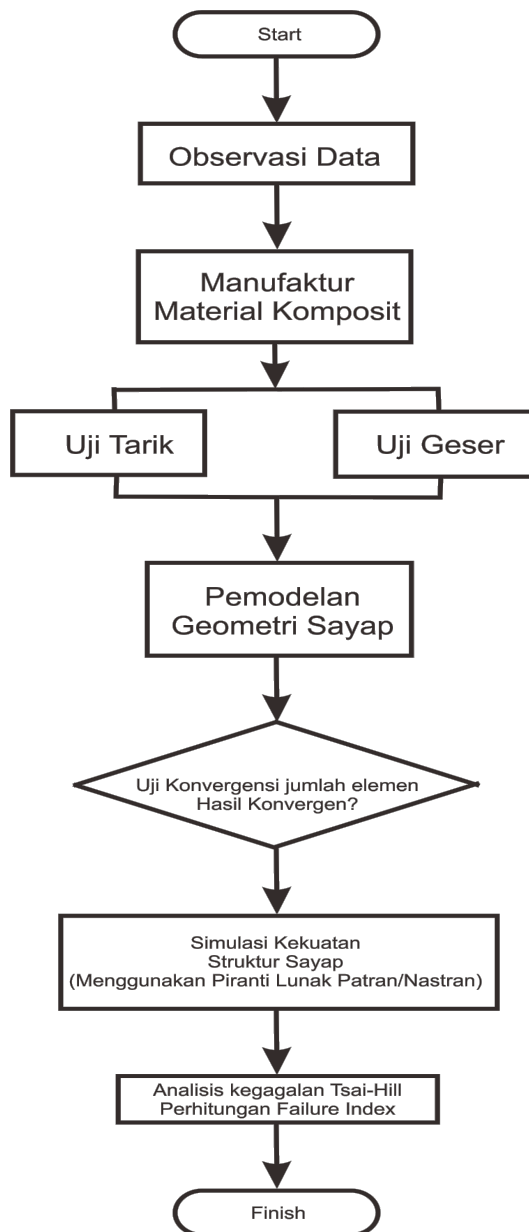 Start
Observasi Data
Manufaktur
Material Komposit
Uji Tarik
Uji Geser
Pemodelan
Geometri Sayap
Uji Konvergensi jumlah elemen
Hasil Konvergen?
Simulasi Kekuatan
Struktur Sayap
(Menggunakan Piranti Lunak Patran/Nastran)
Analisis kegagalan Tsai-Hill
Perhitungan Failure Index
Finish